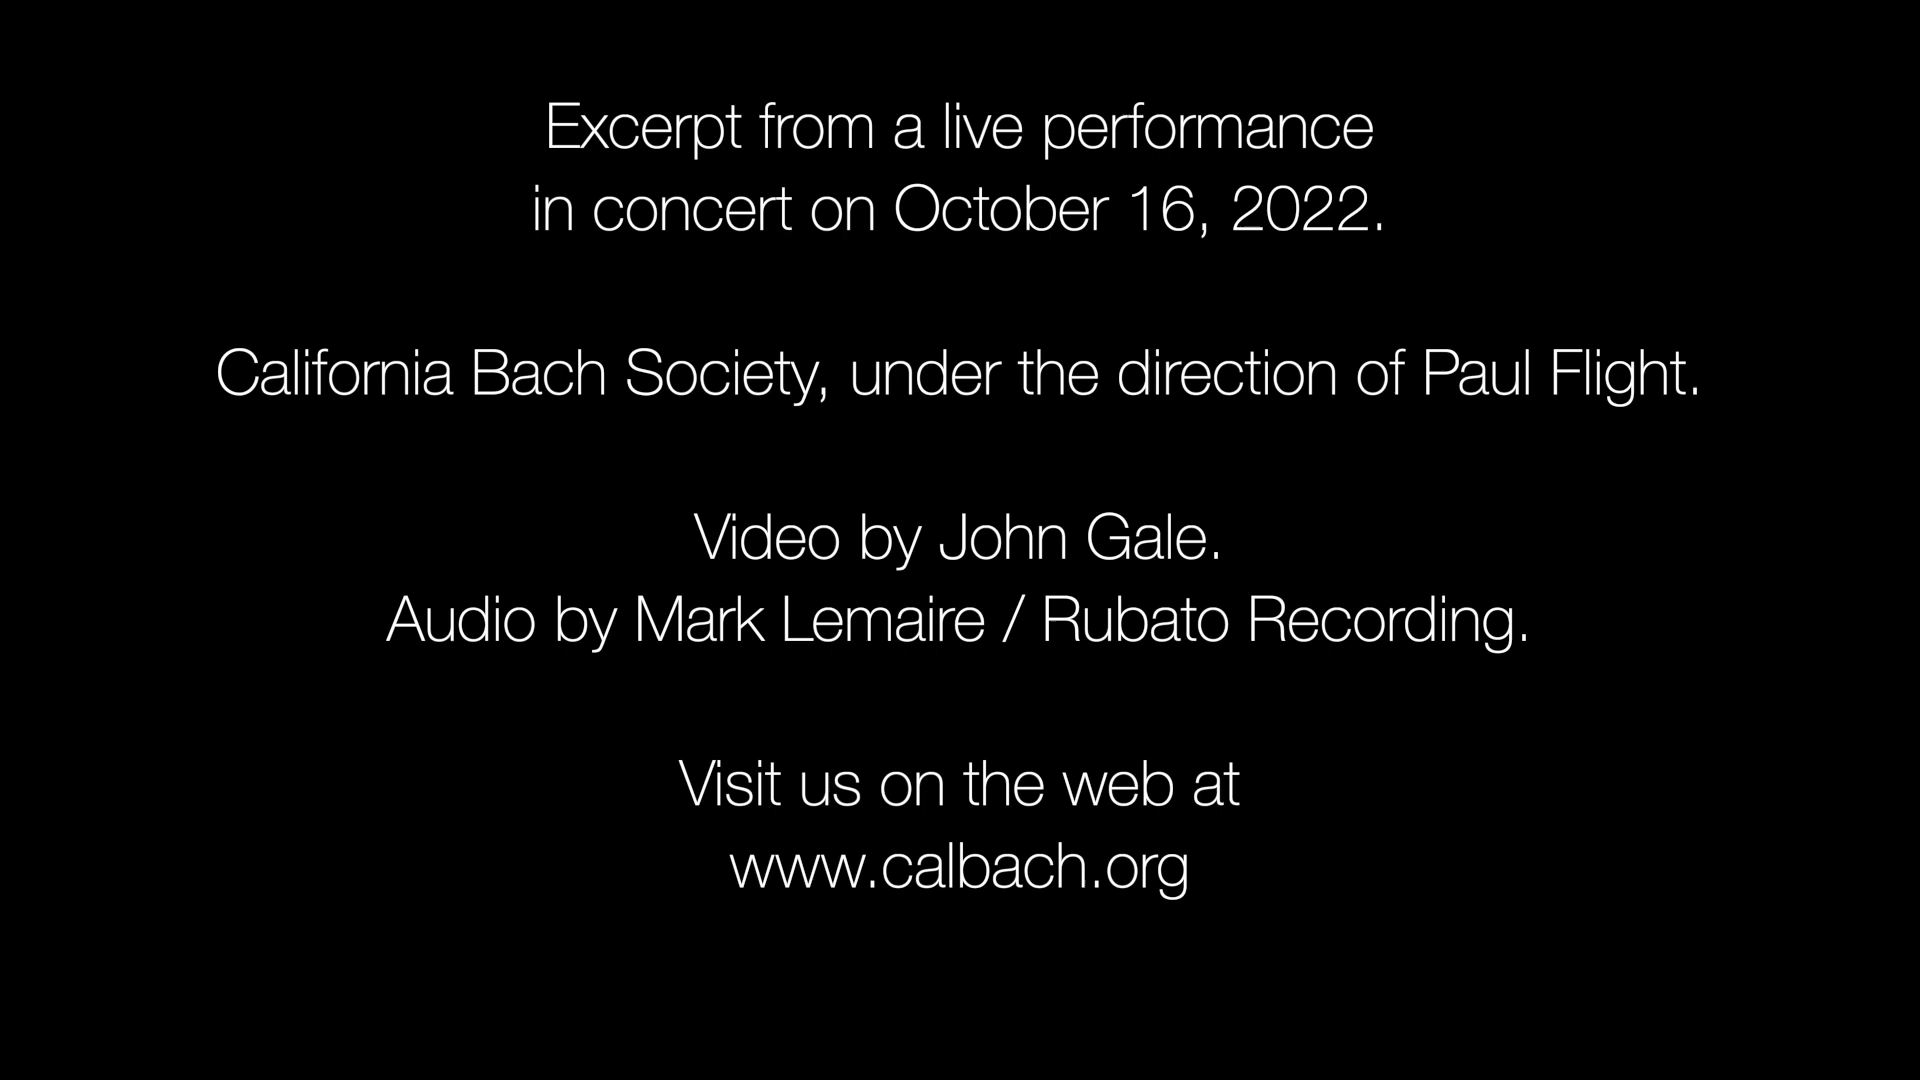 Excerpt from a live performance
in concert on October 16, 2022.
California Bach Society, under the direction of Paul Flight.
Video by John Gale.
Audio by Mark Lemaire / Rubato Recording.
Visit us on the web at
www.calbach.org